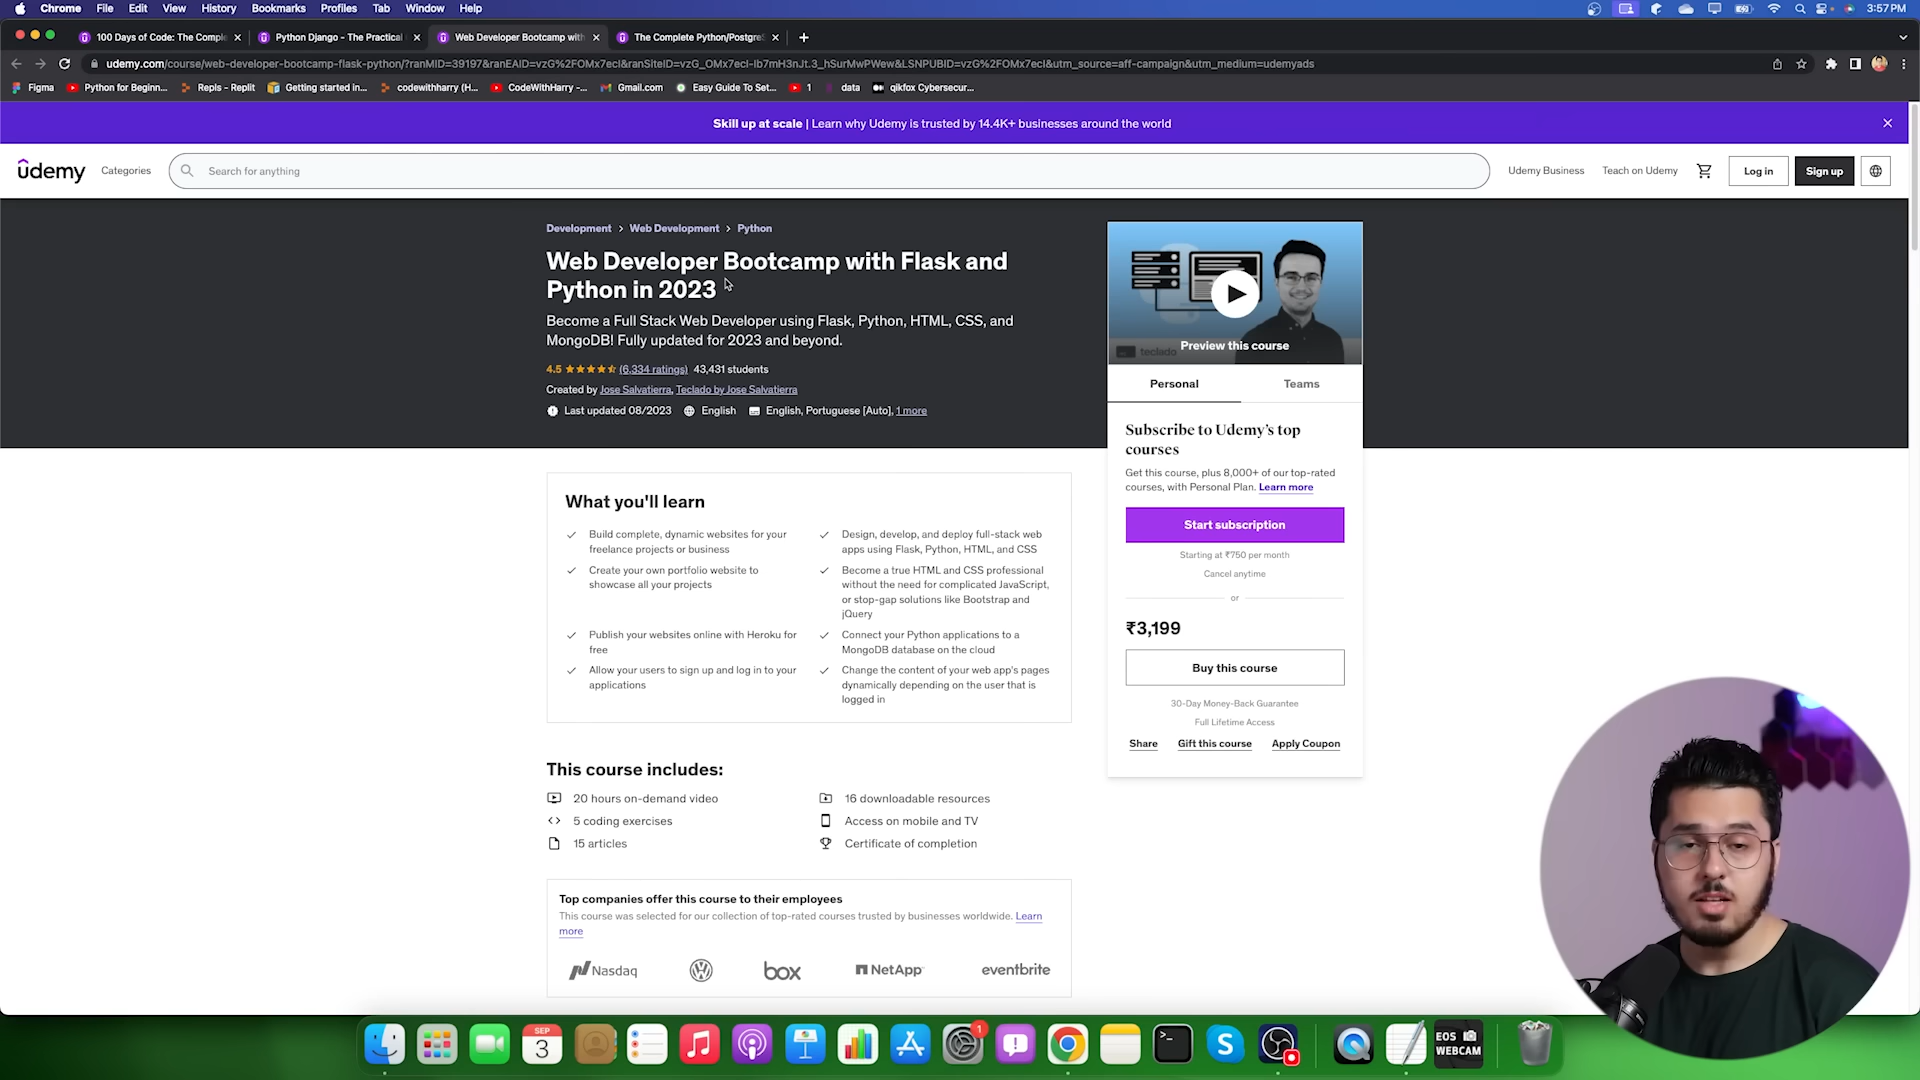 Chrome File Edit View History Bookmarks Profiles Tab Window Help
3:57PM
100 Days of Code: The Comple
Python Django - The Practical
Web Developer Bootcamp with
The Complete Python/Postgre
udemy.com/course/web-developer-bootcamp-flask-python/?ranMID=39197&ranEAID=vzG%2FOMx7ecI&ranSiteID=vzG_OMx7ecI-Ib7mH3nJt.3_hSurMwPWew&LSNPUBID=vzG%2FOMx7ecI&utm_source=aff-campaign&utm_medium=udemyads
Figma
Python for Beginn...
Repls - Replit
Getting started in...
codewithharry (H...
CodeWithHarry -...
Gmail.com
Easy Guide To Set...
1
data
qikfox Cybersecur...
Skill up at scale | Learn why Udemy is trusted by 14.4K+ businesses around the world
udemy
Categories
Search for anything
Udemy Business
Teach on Udemy
Log in
Sign up
Development > Web Development > Python
Web Developer Bootcamp with Flask and
Python in 2023
Become a Full Stack Web Developer using Flask, Python, HTML, CSS, and
MongoDB! Fully updated for 2023 and beyond.
4.5 (6,334 ratings) 43,431 students
Created by Jose Salvatierra, Teclado by Jose Salvatierra
Last updated 08/2023 English English, Portuguese [Auto], 1 more
teclado
Preview this course
Personal
Teams
Subscribe to Udemy's top
courses
Get this course, plus 8,000+ of our top-rated
courses, with Personal Plan. Learn more
Start subscription
Starting at ₹750 per month
Cancel anytime
or
₹3,199
Buy this course
30-Day Money-Back Guarantee
Full Lifetime Access
Share
Gift this course
Apply Coupon
What you'll learn
Build complete, dynamic websites for your
freelance projects or business
Create your own portfolio website to
showcase all your projects
Publish your websites online with Heroku for
free
Allow your users to sign up and log in to your
applications
Design, develop, and deploy full-stack web
apps using Flask, Python, HTML, and CSS
Become a true HTML and CSS professional
without the need for complicated JavaScript,
or stop-gap solutions like Bootstrap and
jQuery
Connect your Python applications to a
MongoDB database on the cloud
Change the content of your web app's pages
dynamically depending on the user that is
logged in
This course includes:
20 hours on-demand video
5 coding exercises
15 articles
16 downloadable resources
Access on mobile and TV
Certificate of completion
Top companies offer this course to their employees
This course was selected for our collection of top-rated courses trusted by businesses worldwide. Learn
more
Nasdaq
box
NetApp
eventbrite
SEP
3
1
EOS
WEBCAM